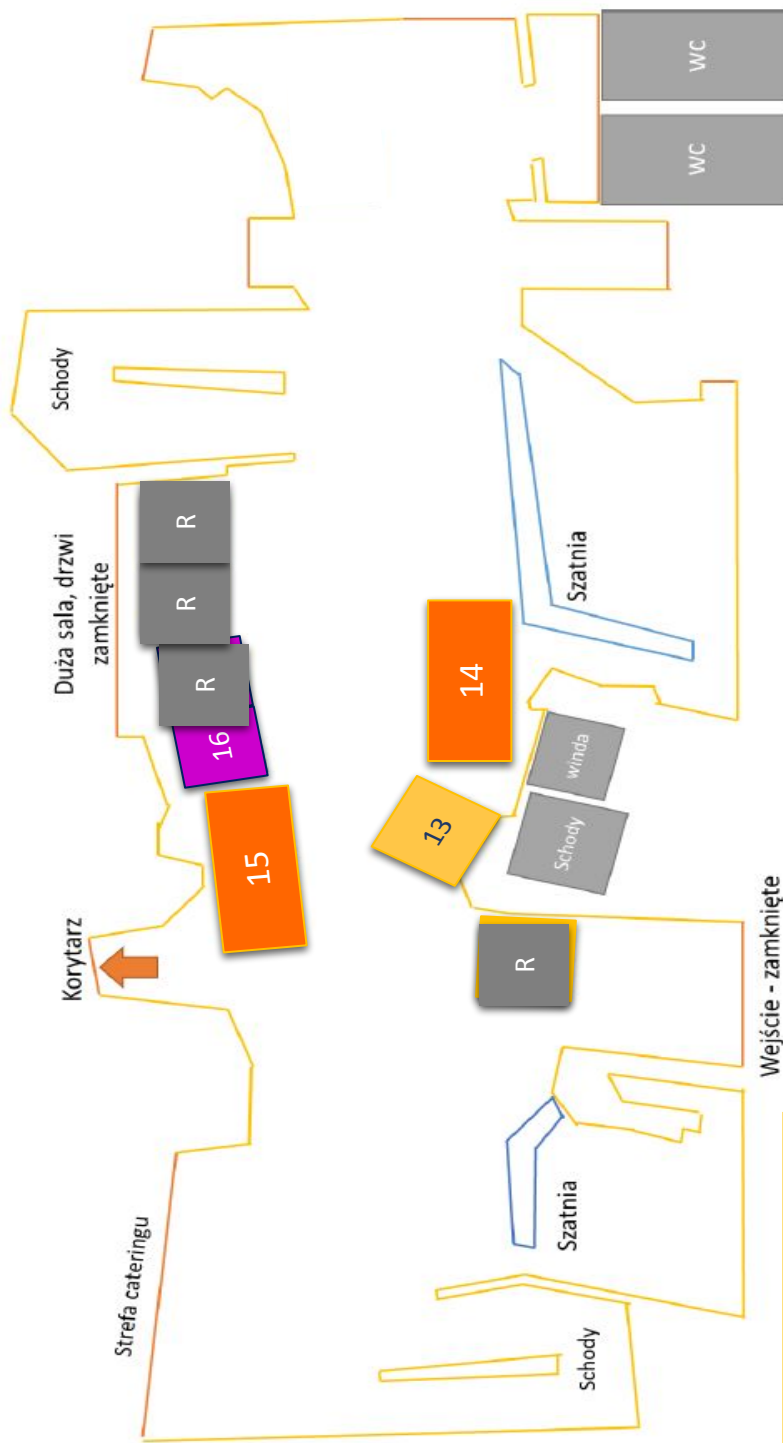 Strefa cateringu
Korytarz
Duża sala, drzwi
zamknięte
Schody
15
16
R
R
R
13
14
R
Schody
winda
Schody
Szatnia
Szatnia
Wejście - zamknięte
WC
WC